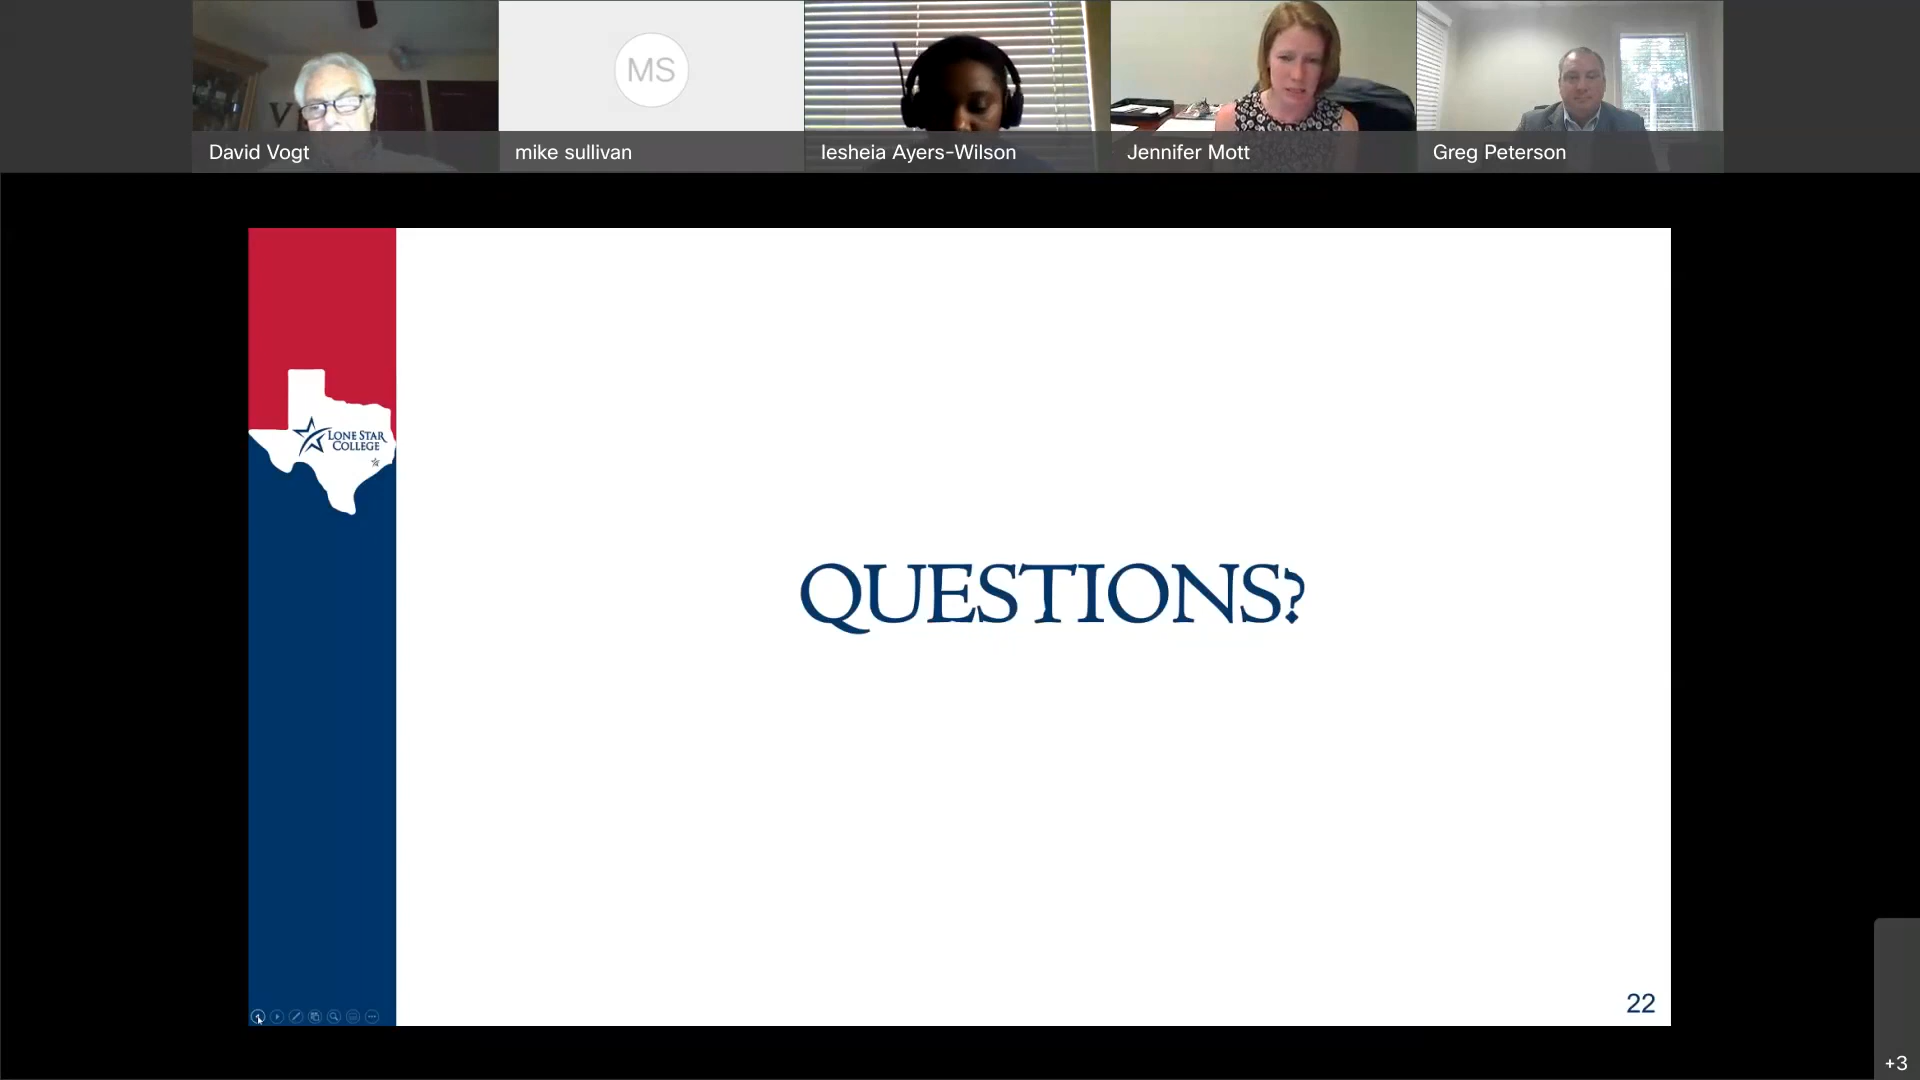 V
MS
David Vogt
mike sullivan
Iesheia Ayers-Wilson
Jennifer Mott
Greg Peterson
LONE STAR
COLLEGE
QUESTIONS?
22
+3